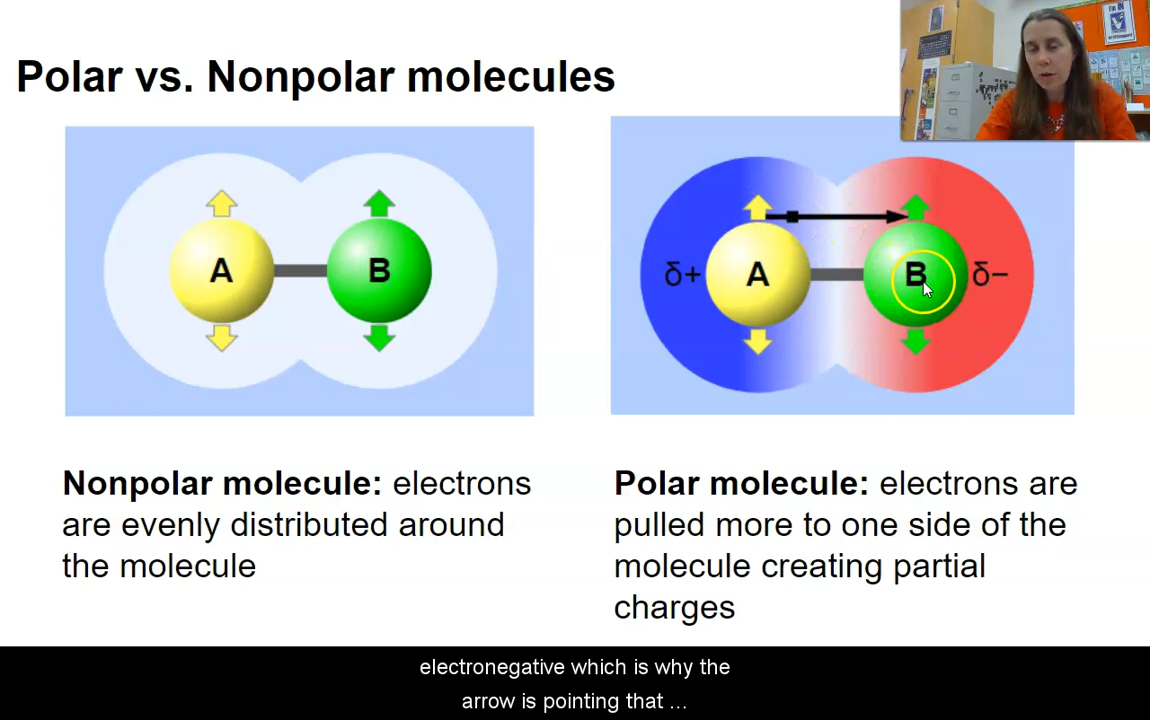 Polar vs. Nonpolar molecules
A
B
δ+
A
B
δ−
Nonpolar molecule: electrons
are evenly distributed around
the molecule
Polar molecule: electrons are
pulled more to one side of the
molecule creating partial
charges
electronegative which is why the
arrow is pointing that ...